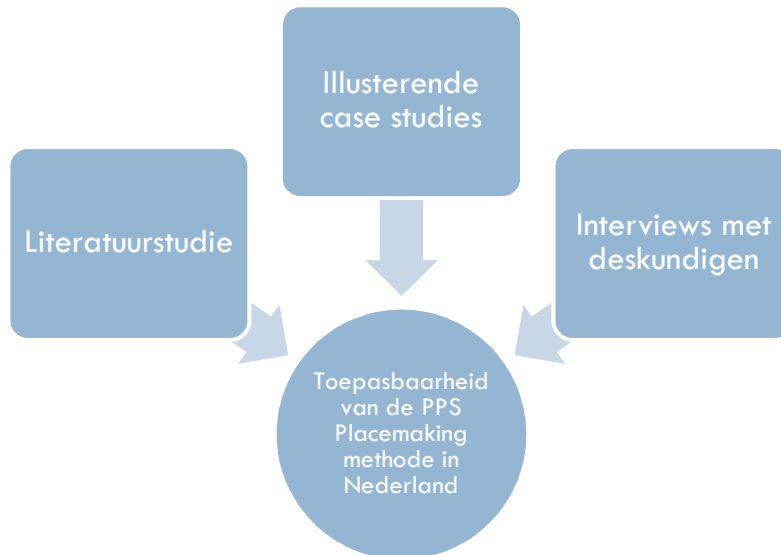 Illusterende
case studies
Literatuurstudie
Interviews met
deskundigen
Toepasbaarheid
van de PPS
Placemaking
methode in
Nederland